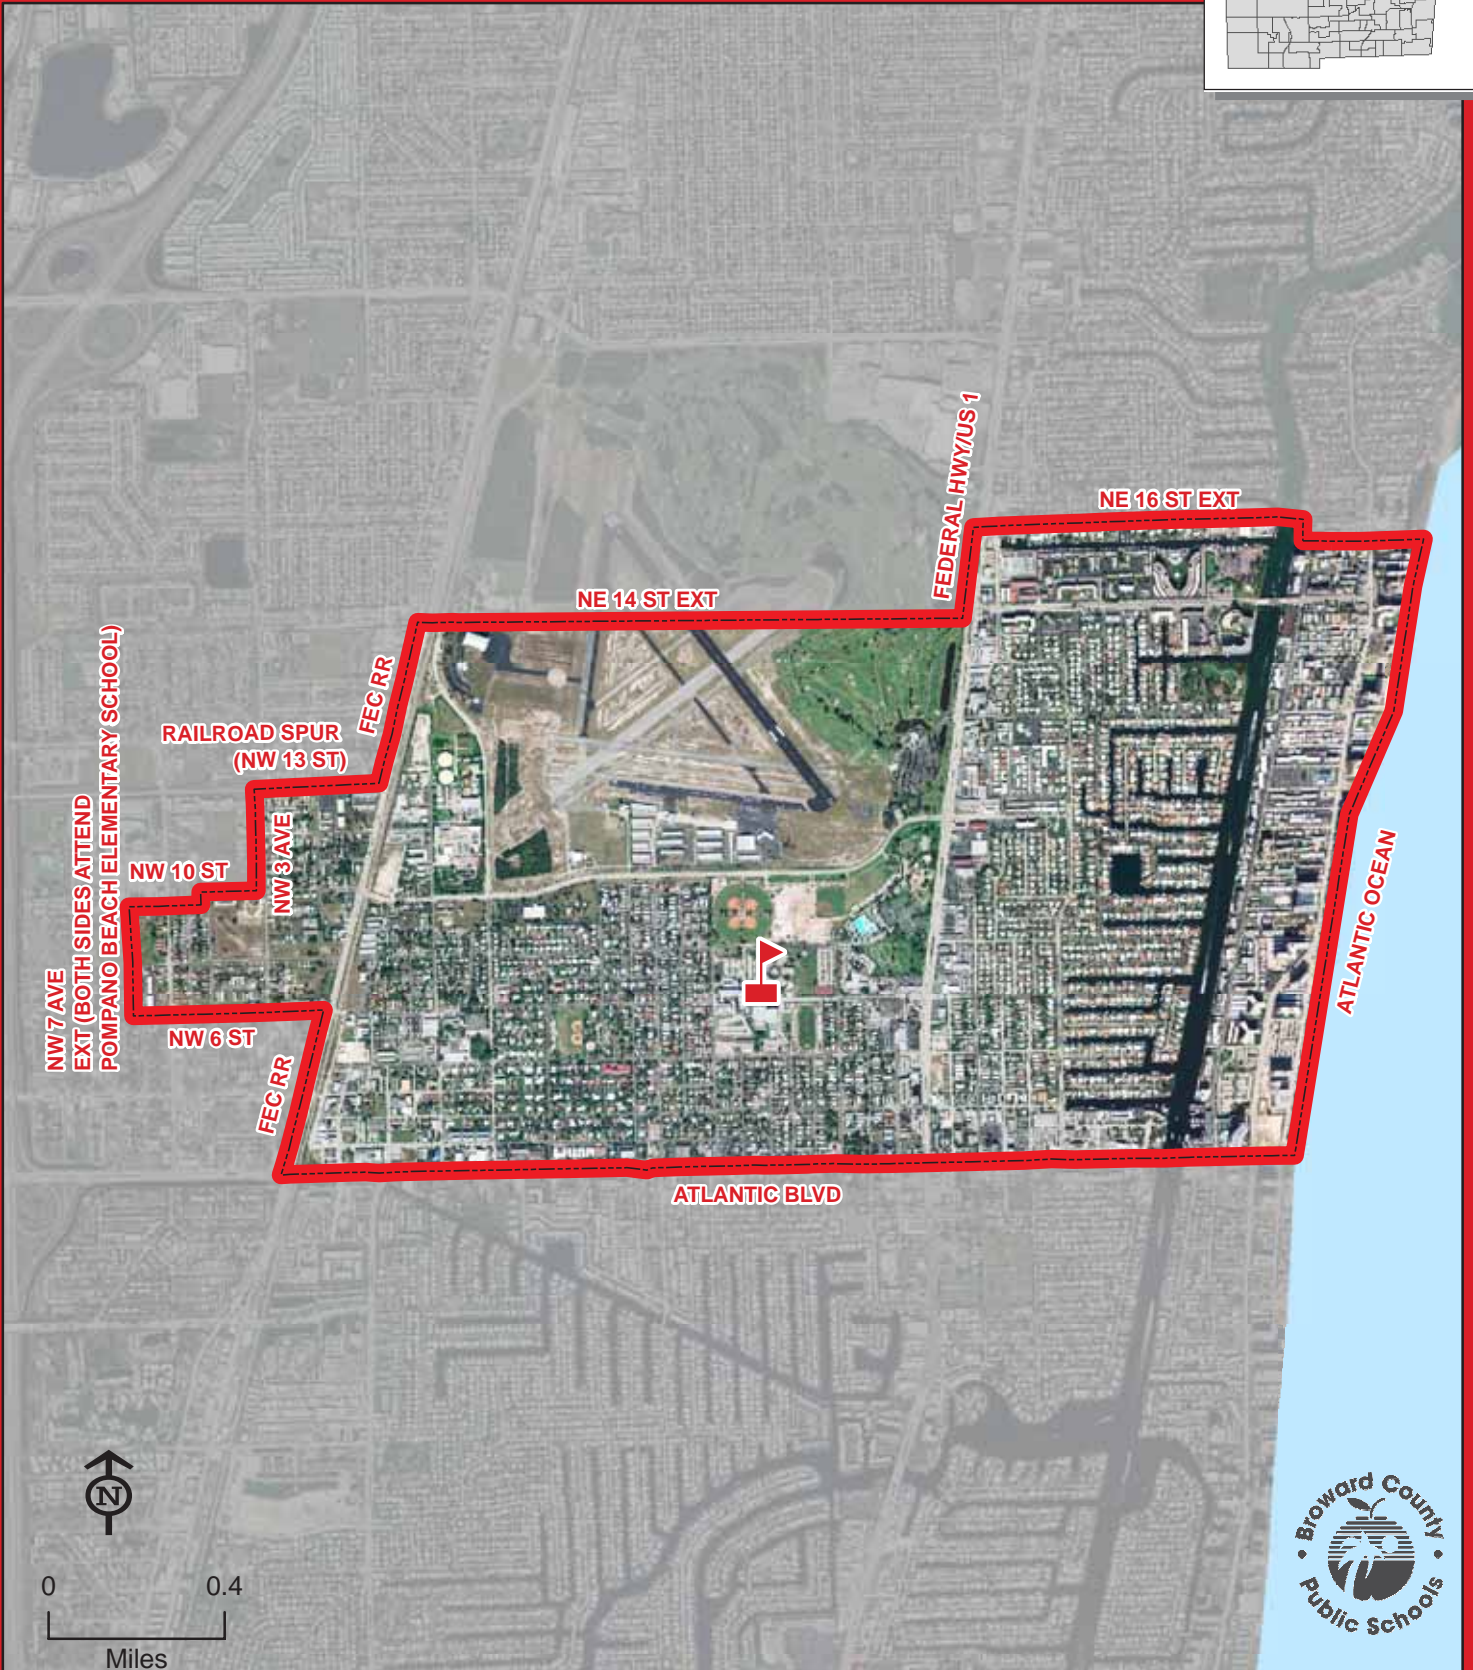 FEDERAL HWY/US 1
NE 16 ST EXT
NE 14 ST EXT
FEC RR
RAILROAD SPUR
(NW 13 ST)
NW 3 AVE
NW 10 ST
NW 7 AVE
EXT (BOTH SIDES ATTEND
POMPANO BEACH ELEMENTARY SCHOOL)
NW 6 ST
FEC RR
ATLANTIC OCEAN
ATLANTIC BLVD
N
0 0.4
Miles
Broward County
Public Schools